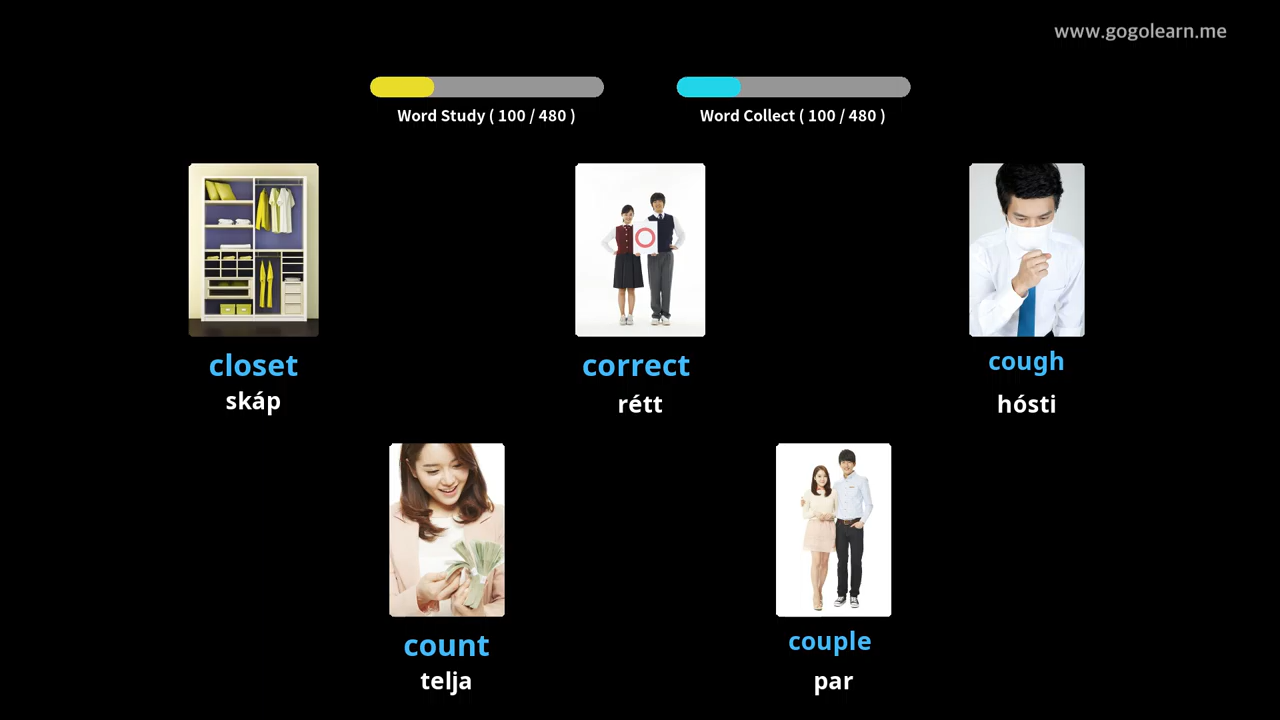 www.gogolearn.me
Word Study ( 100 / 480 )
Word Collect ( 100 / 480 )
closet
skáp
correct
rétt
cough
hósti
count
telja
couple
par